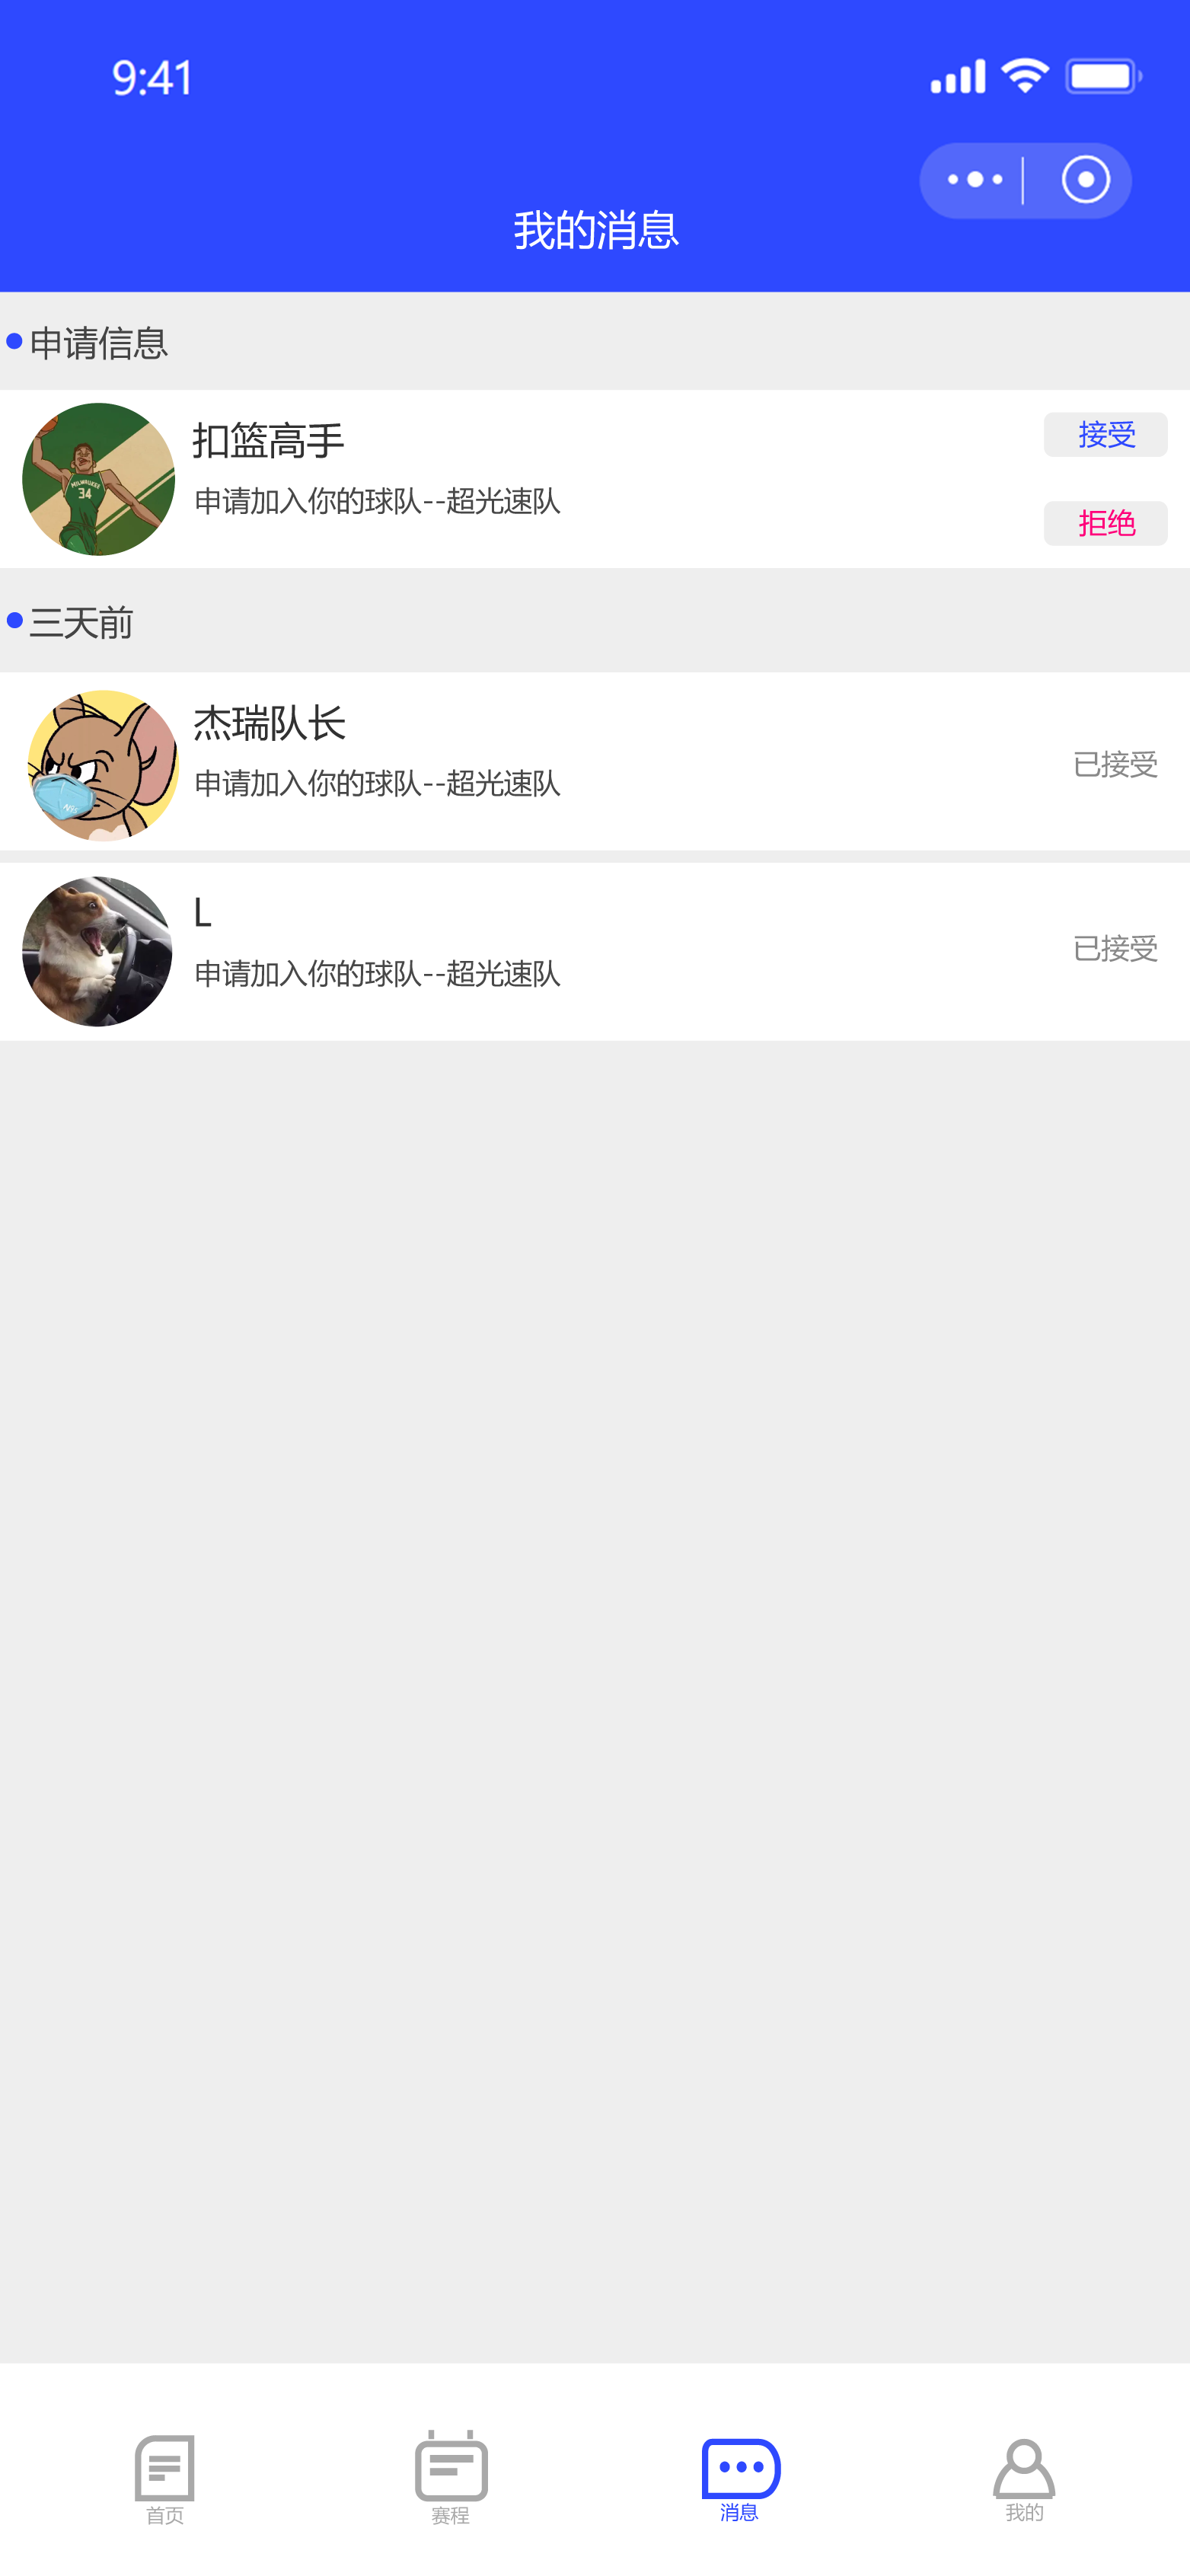 9:41
我的消息
申请信息
扣篮高手
申请加入你的球队--超光速队
接受
拒绝
MILWAUKEE
34
三天前
杰瑞队长
申请加入你的球队--超光速队
已接受
L
申请加入你的球队--超光速队
已接受
首页
赛程
消息
我的